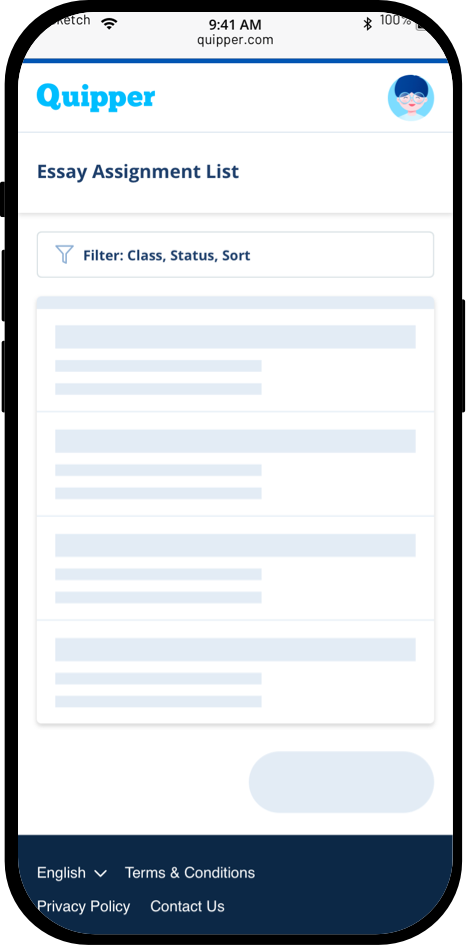 9:41 AM
100%
quipper.com
Quipper
Essay Assignment List
Filter: Class, Status, Sort
English Terms & Conditions
Privacy Policy Contact Us